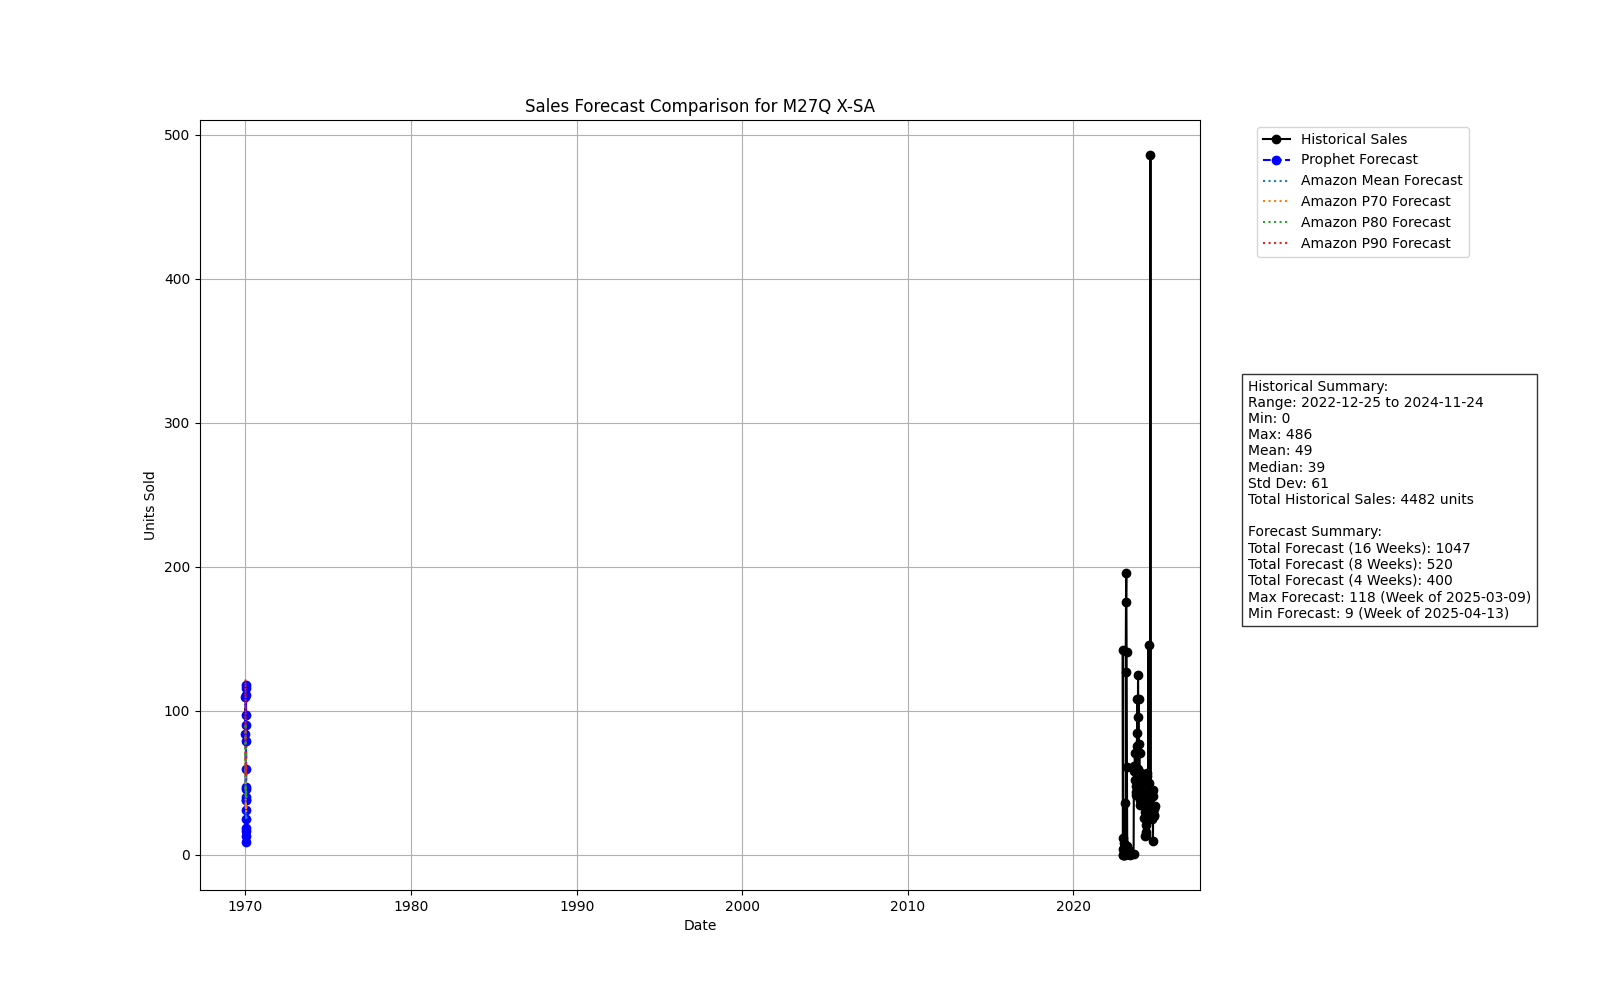 Sales Forecast Comparison for M27Q X-SA
500
400
300
200
100
0
Units Sold
1970
1980
1990
2000
2010
2020
Date
Historical Sales
Prophet Forecast
Amazon Mean Forecast
Amazon P70 Forecast
Amazon P80 Forecast
Amazon P90 Forecast
Historical Summary:
Range: 2022-12-25 to 2024-11-24
Min: 0
Max: 486
Mean: 49
Median: 39
Std Dev: 61
Total Historical Sales: 4482 units
Forecast Summary:
Total Forecast (16 Weeks): 1047
Total Forecast (8 Weeks): 520
Total Forecast (4 Weeks): 400
Max Forecast: 118 (Week of 2025-03-09)
Min Forecast: 9 (Week of 2025-04-13)